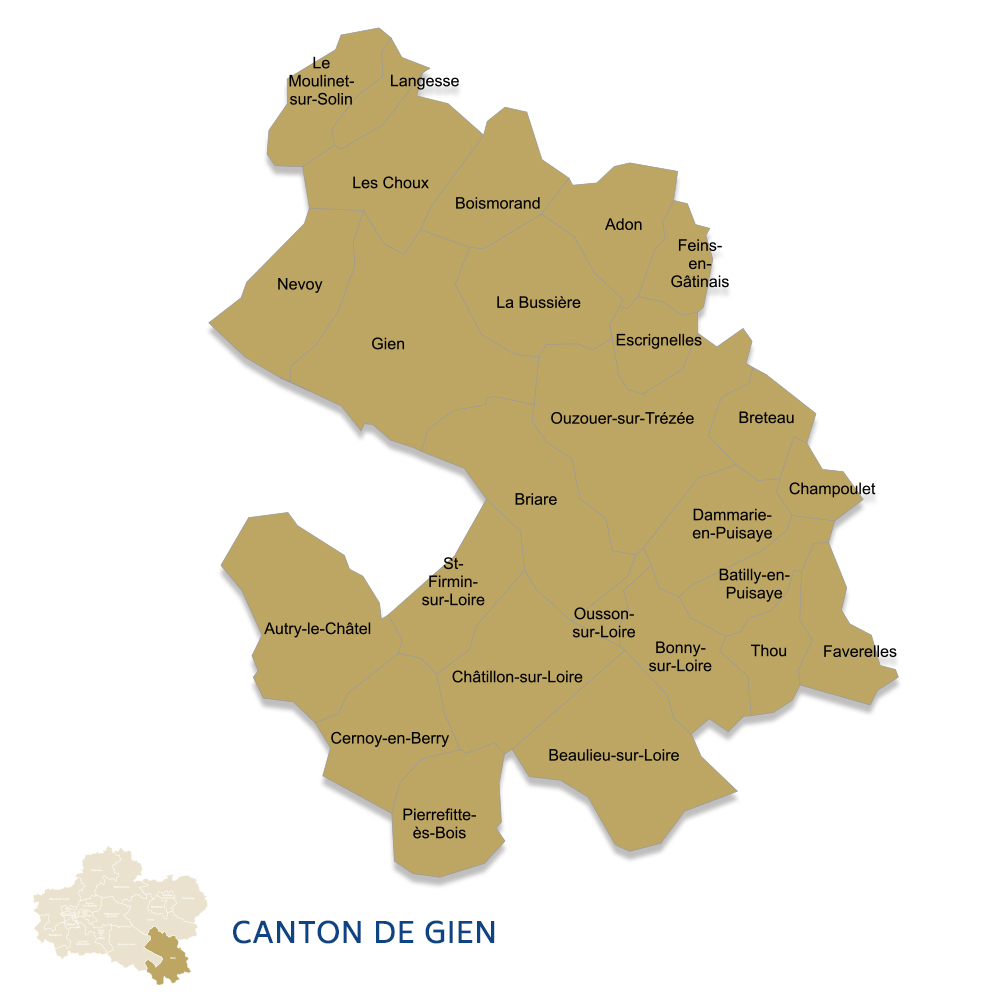 Le
Moulinet-
sur-Solin
Langesse
Les Choux
Boismorand
Adon
Feins-
en-
Gâtinais
Nevoy
La Bussière
Gien
Escrignelles
Ouzouer-sur-Trézée
Breteau
Champoulet
Briare
Dammarie-
en-Puisaye
St-
Firmin-
sur-Loire
Batilly-en-
Puisaye
Ousson-
sur-Loire
Autry-le-Châtel
Bonny-
sur-Loire
Thou
Faverelles
Châtillon-sur-Loire
Cernoy-en-Berry
Beaulieu-sur-Loire
Pierrefitte-
ès-Bois
CANTON DE GIEN